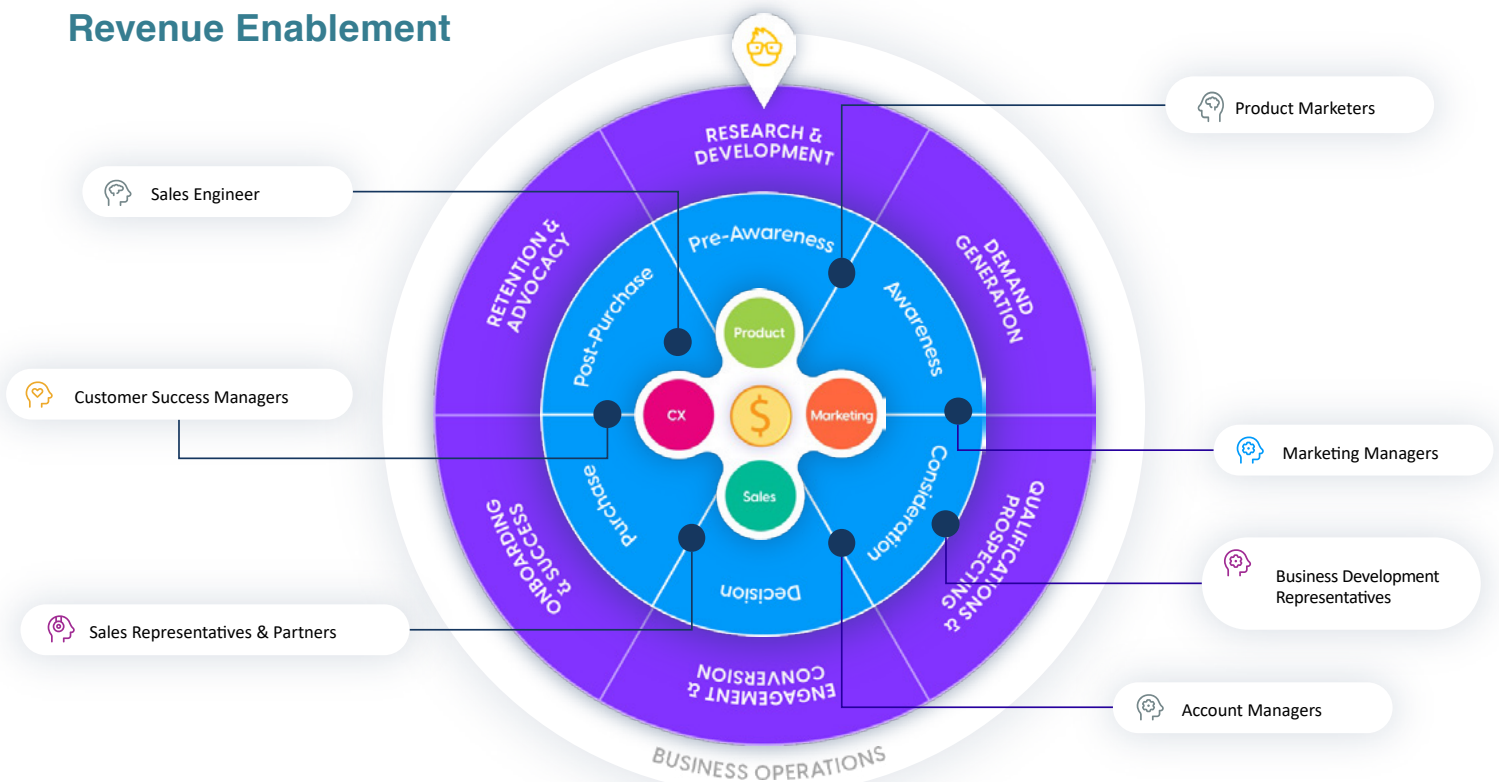 Revenue Enablement
Product Marketers
RESEARCH &
DEVELOPMENT
Sales Engineer
RETENTION &
ADVOCACY
Pre-Awareness
DEMAND
GENERATION
Post-Purchase
Awareness
Product
Customer Success Managers
CX
$
Marketing
Marketing Managers
Purchase
Sales
Consideration
ONBOARDING
& SUCCESS
QUALIFICATIONS &
PROSPECTING
Business Development
Representatives
Decision
Sales Representatives & Partners
ENGAGEMENT &
CONVERSION
Account Managers
BUSINESS OPERATIONS